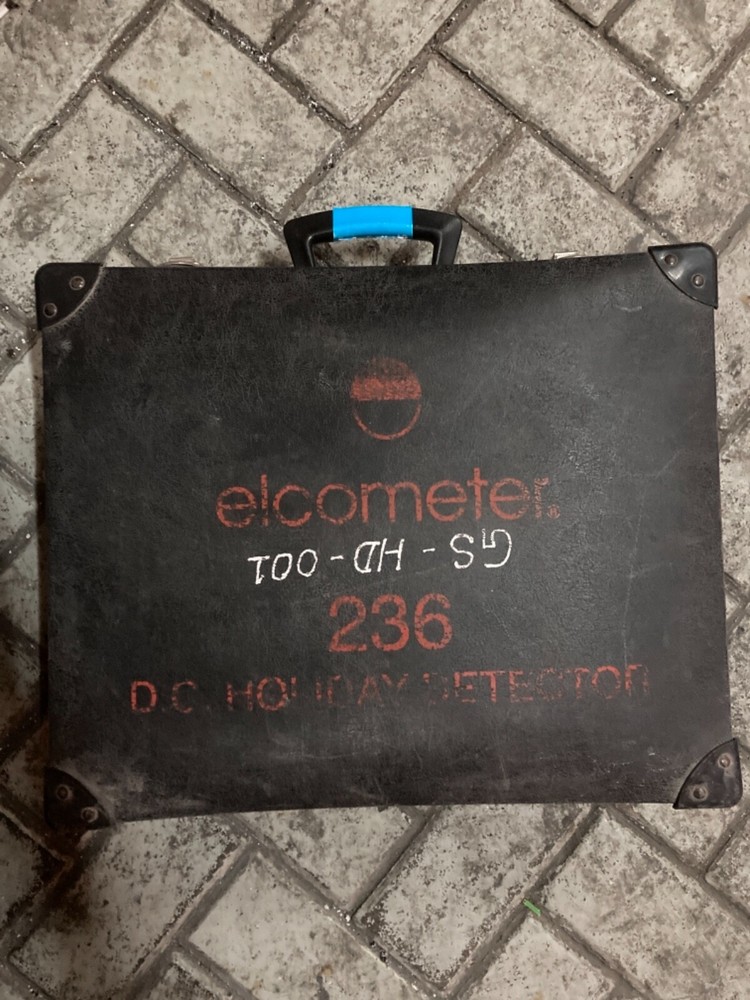 elcometer
GS - HD - 001
236
D.C. HOLIDAY DETECTOR